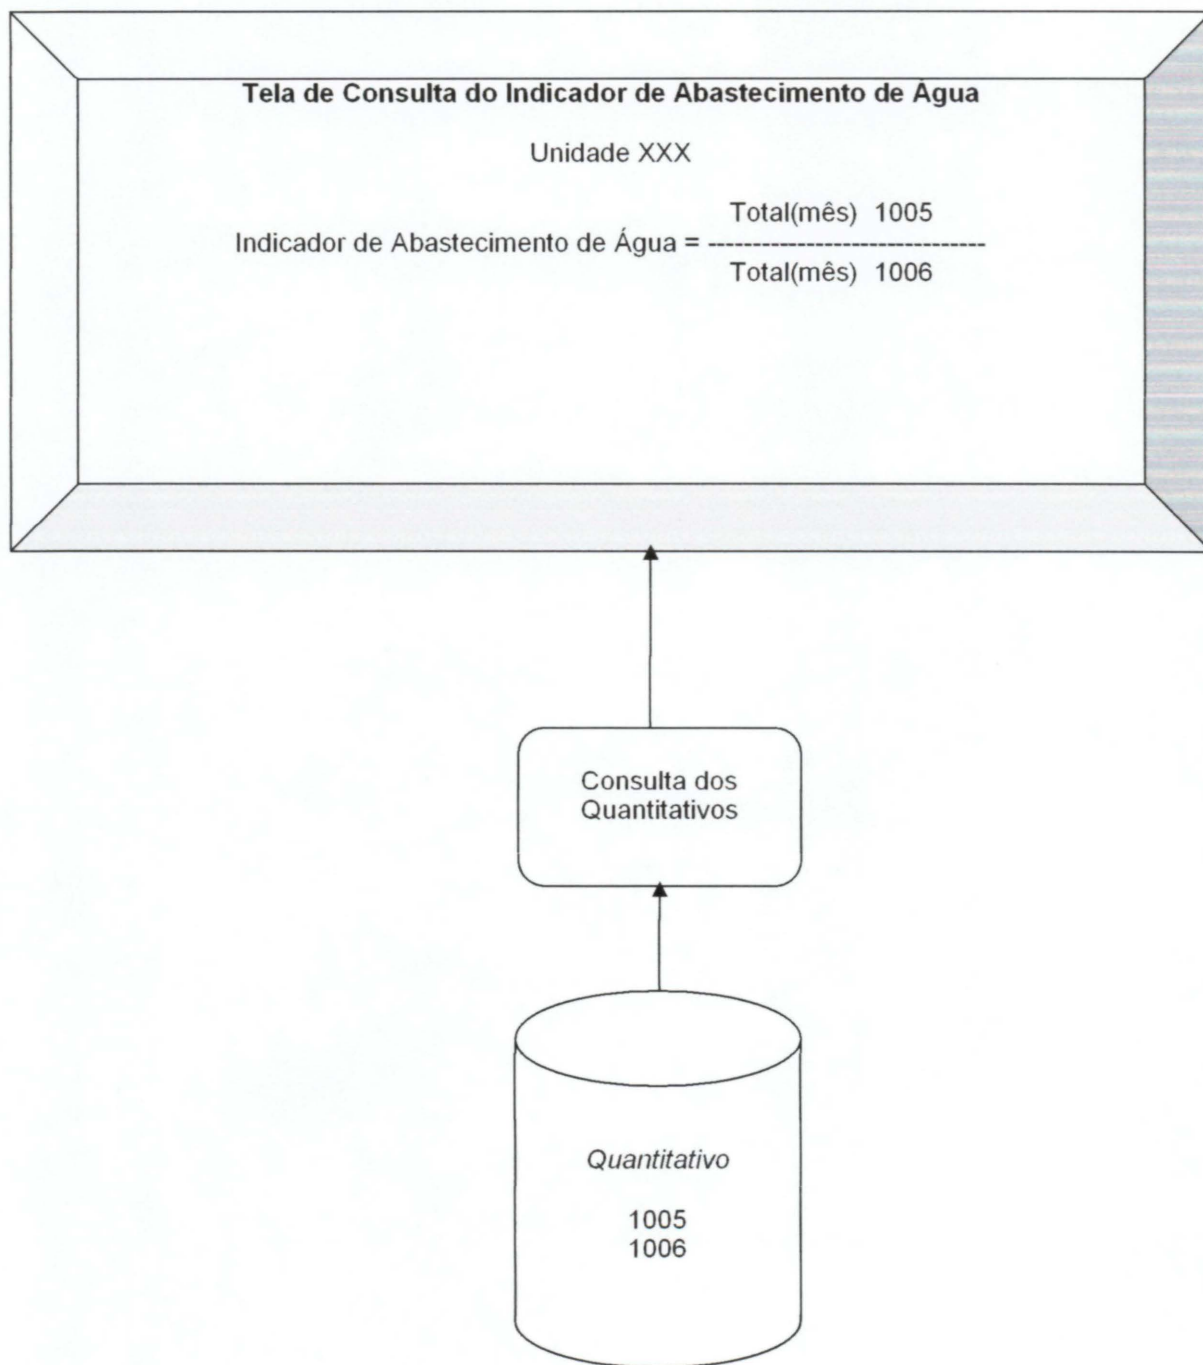 Tela de Consulta do Indicador de Abastecimento de Água
Unidade XXX
Total(mês) 1005
Indicador de Abastecimento de Água = -------------------------------
Total(mês) 1006
Consulta dos
Quantitativos
Quantitativo
1005
1006